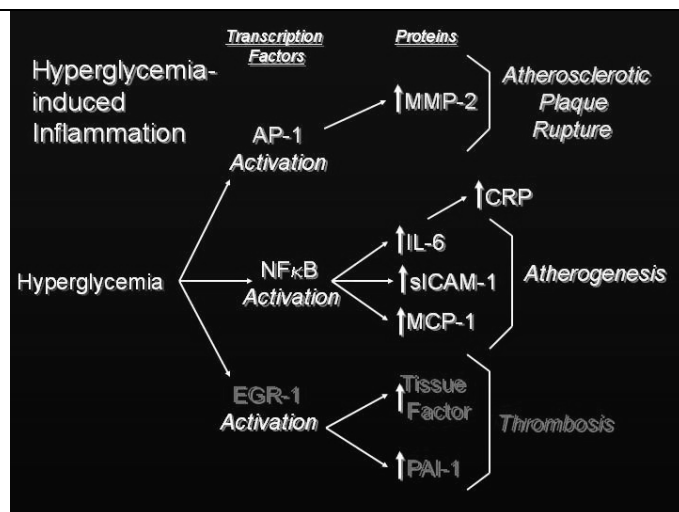 Transcription
Factors
Proteins
Hyperglycemia-
induced
Inflammation
AP-1
Activation
↑MMP-2
Atherosclerotic
Plaque
Rupture
↑CRP
Hyperglycemia
NFκB
Activation
↑IL-6
↑sICAM-1
↑MCP-1
Atherogenesis
EGR-1
Activation
↑Tissue
Factor
↑PAI-1
Thrombosis